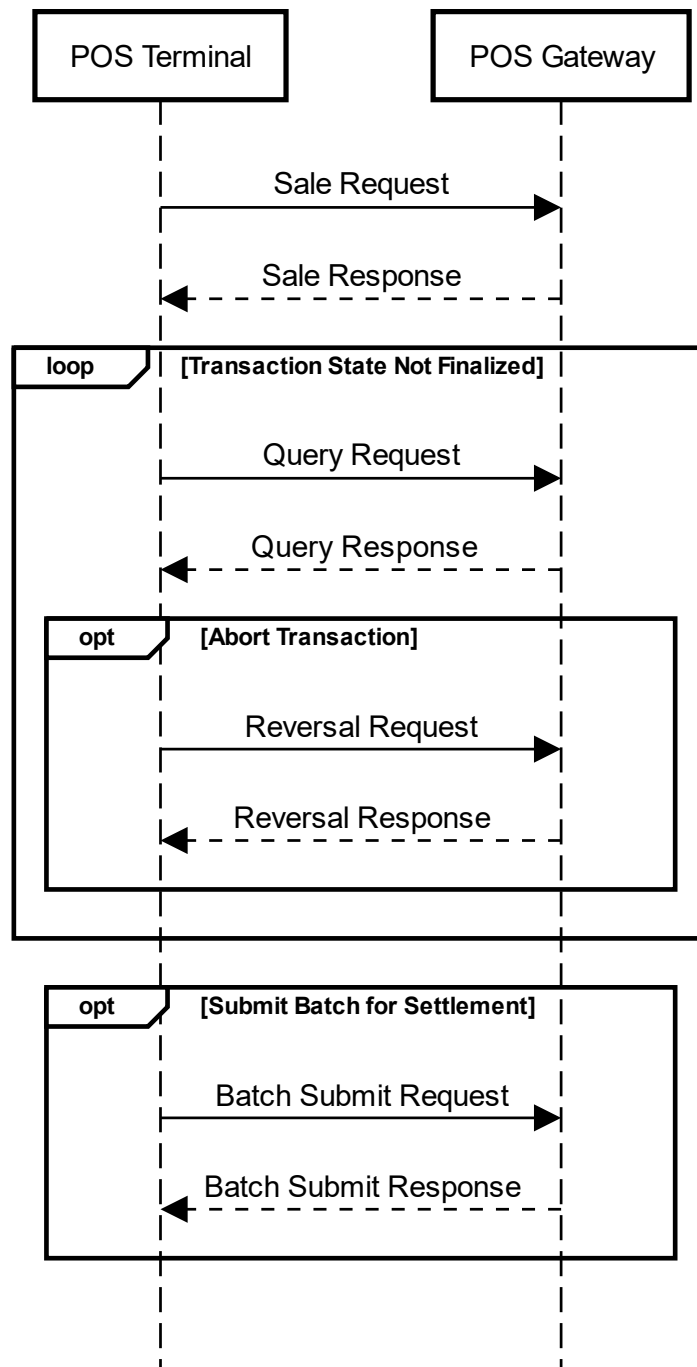 POS Terminal
POS Gateway
Sale Request
Sale Response
loop
[Transaction State Not Finalized]
Query Request
Query Response
opt
[Abort Transaction]
Reversal Request
Reversal Response
opt
[Submit Batch for Settlement]
Batch Submit Request
Batch Submit Response